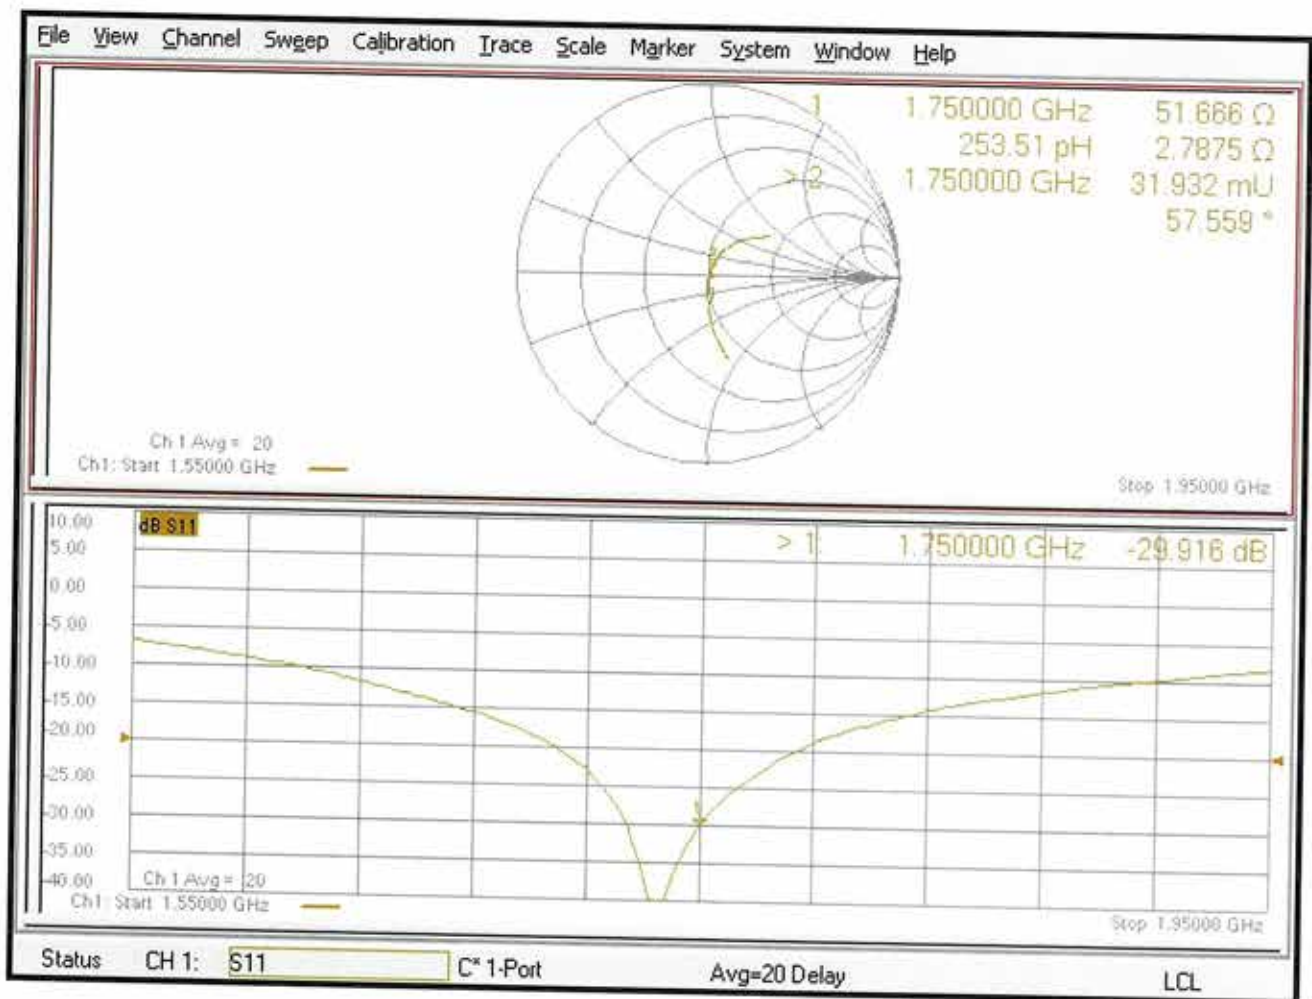 File View Channel Sweep Calibration Trace Scale Marker System Window Help
1 1.750000 GHz 51.666 Ω
253.51 pH 2.7875 Ω
> 2 1.750000 GHz 31.932 mU
57.559 °
Ch 1 Avg = 20
Ch1: Start 1.55000 GHz
Stop 1.95000 GHz
10.00
dB S11
> 1: 1.750000 GHz -29.916 dB
5.00
0.00
-5.00
-10.00
-15.00
-20.00
-25.00
-30.00
-35.00
-40.00
Ch 1 Avg = 20
Ch1: Start 1.55000 GHz
Stop 1.95000 GHz
Status CH 1: S11 C* 1-Port Avg=20 Delay LCL